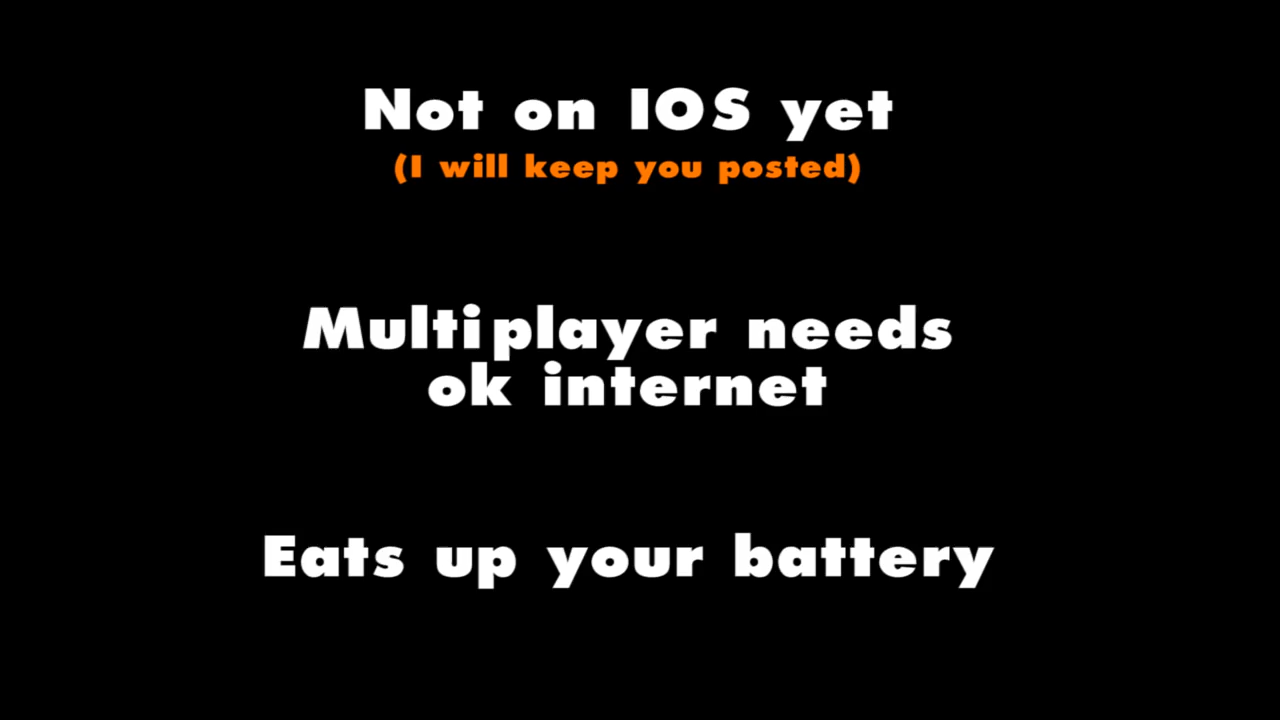 Not on IOS yet
(I will keep you posted)
Multiplayer needs
ok internet
Eats up your battery